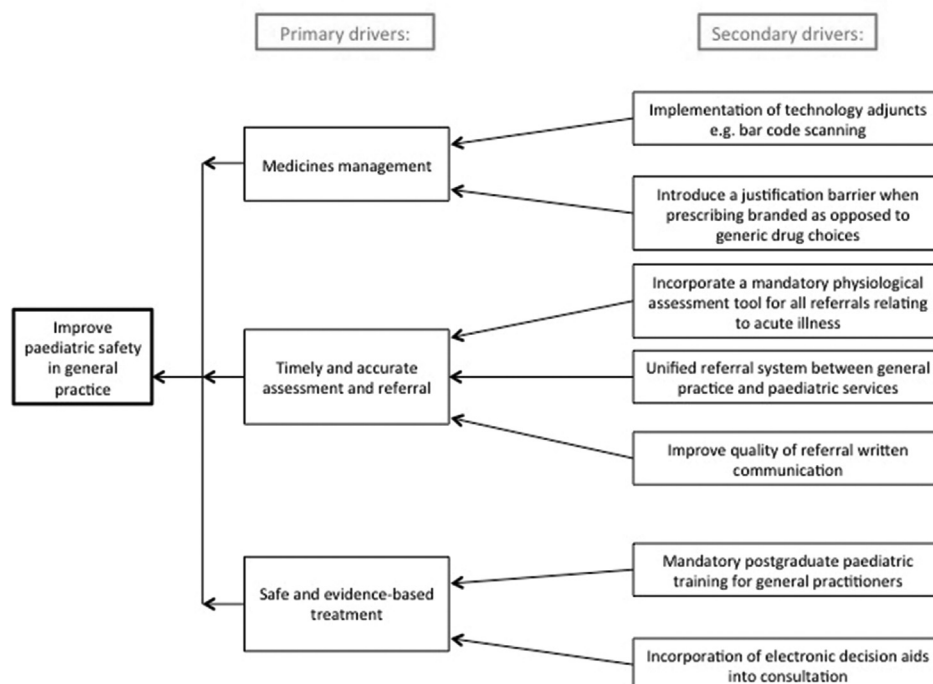 Primary drivers:
Secondary drivers:
Implementation of technology adjuncts
e.g. bar code scanning
Medicines management
Introduce a justification barrier when
prescribing branded as opposed to
generic drug choices
Incorporate a mandatory physiological
assessment tool for all referrals relating
to acute illness
Improve
paediatric safety
in general
practice
Timely and accurate
assessment and referral
Unified referral system between general
practice and paediatric services
Improve quality of referral written
communication
Mandatory postgraduate paediatric
training for general practitioners
Safe and evidence-based
treatment
Incorporation of electronic decision aids
into consultation